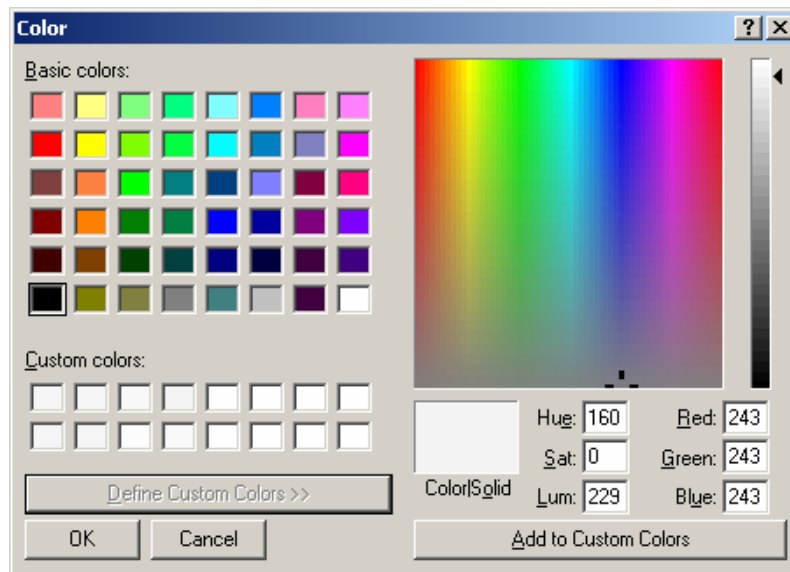 Color
Basic colors:
Custom colors:
Define Custom Colors >>
OK Cancel
Color|Solid
Hue: 160 Red: 243
Sat: 0 Green: 243
Lum: 229 Blue: 243
Add to Custom Colors